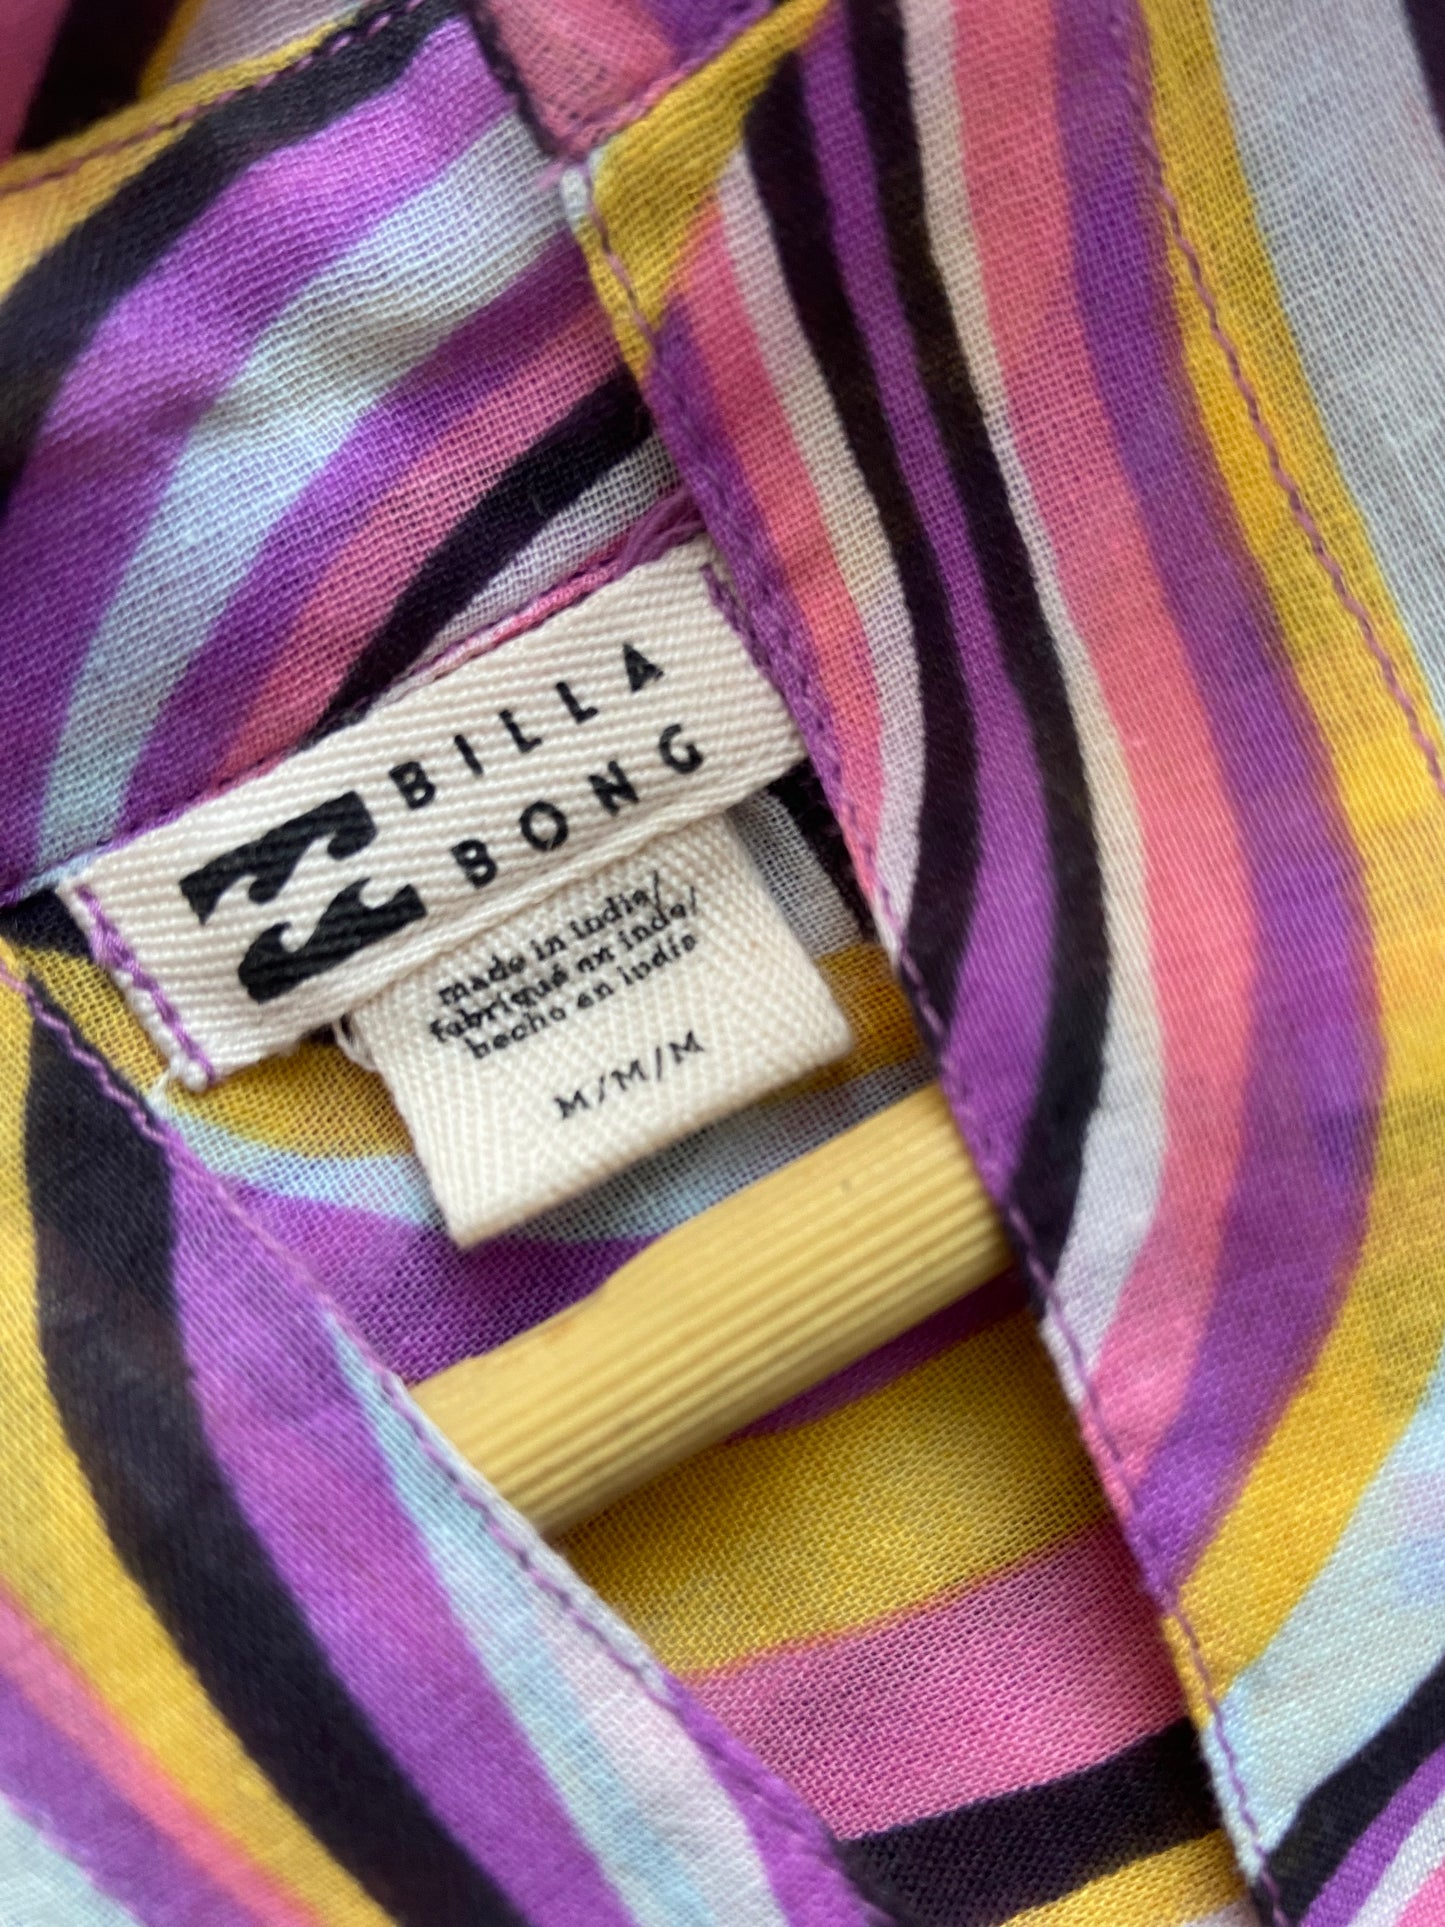 BILLA
BONG
made in india/
fabriqué en inde/
hecho en india
M/M/M